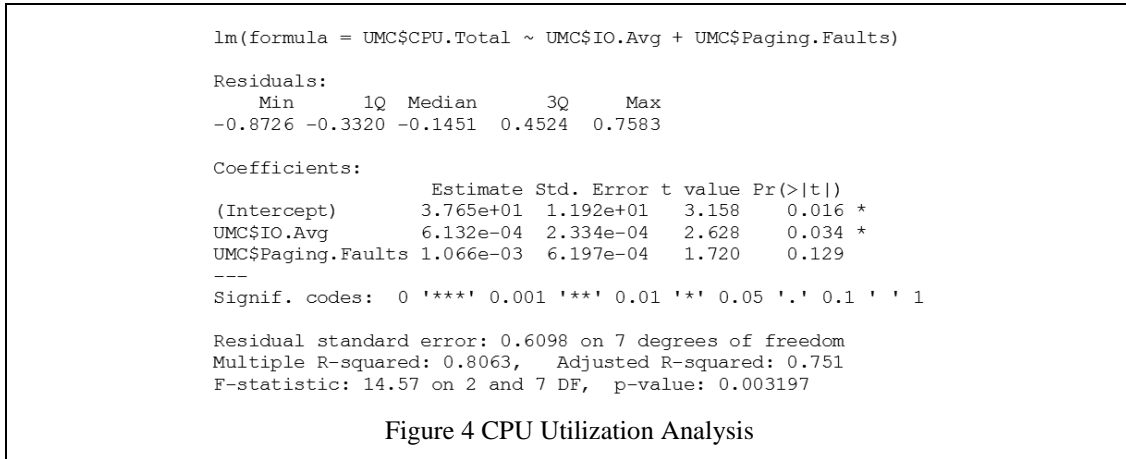 lm(formula = UMC$CPU.Total ~ UMC$IO.Avg + UMC$Paging.Faults)
Residuals:
Min 1Q Median 3Q Max
-0.8726 -0.3320 -0.1451 0.4524 0.7583
Coefficients:
Estimate Std. Error t value Pr(>|t|)
(Intercept) 3.765e+01 1.192e+01 3.158 0.016 *
UMC$IO.Avg 6.132e-04 2.334e-04 2.628 0.034 *
UMC$Paging.Faults 1.066e-03 6.197e-04 1.720 0.129
---
Signif. codes: 0 '***' 0.001 '**' 0.01 '*' 0.05 '.' 0.1 ' ' 1
Residual standard error: 0.6098 on 7 degrees of freedom
Multiple R-squared: 0.8063, Adjusted R-squared: 0.751
F-statistic: 14.57 on 2 and 7 DF, p-value: 0.003197
Figure 4 CPU Utilization Analysis